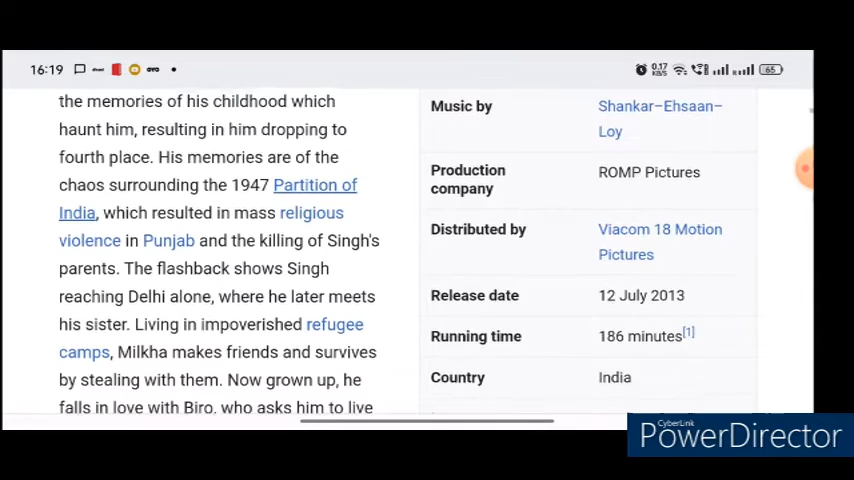 16:19
0.17
KB/S
65
the memories of his childhood which
haunt him, resulting in him dropping to
fourth place. His memories are of the
chaos surrounding the 1947 Partition of
India, which resulted in mass religious
violence in Punjab and the killing of Singh's
parents. The flashback shows Singh
reaching Delhi alone, where he later meets
his sister. Living in impoverished refugee
camps, Milkha makes friends and survives
by stealing with them. Now grown up, he
falls in love with Biro, who asks him to live
Music by Shankar–Ehsaan–
Loy
Production
company ROMP Pictures
Distributed by Viacom 18 Motion
Pictures
Release date 12 July 2013
Running time 186 minutes[1]
Country India
CyberLink
PowerDirector